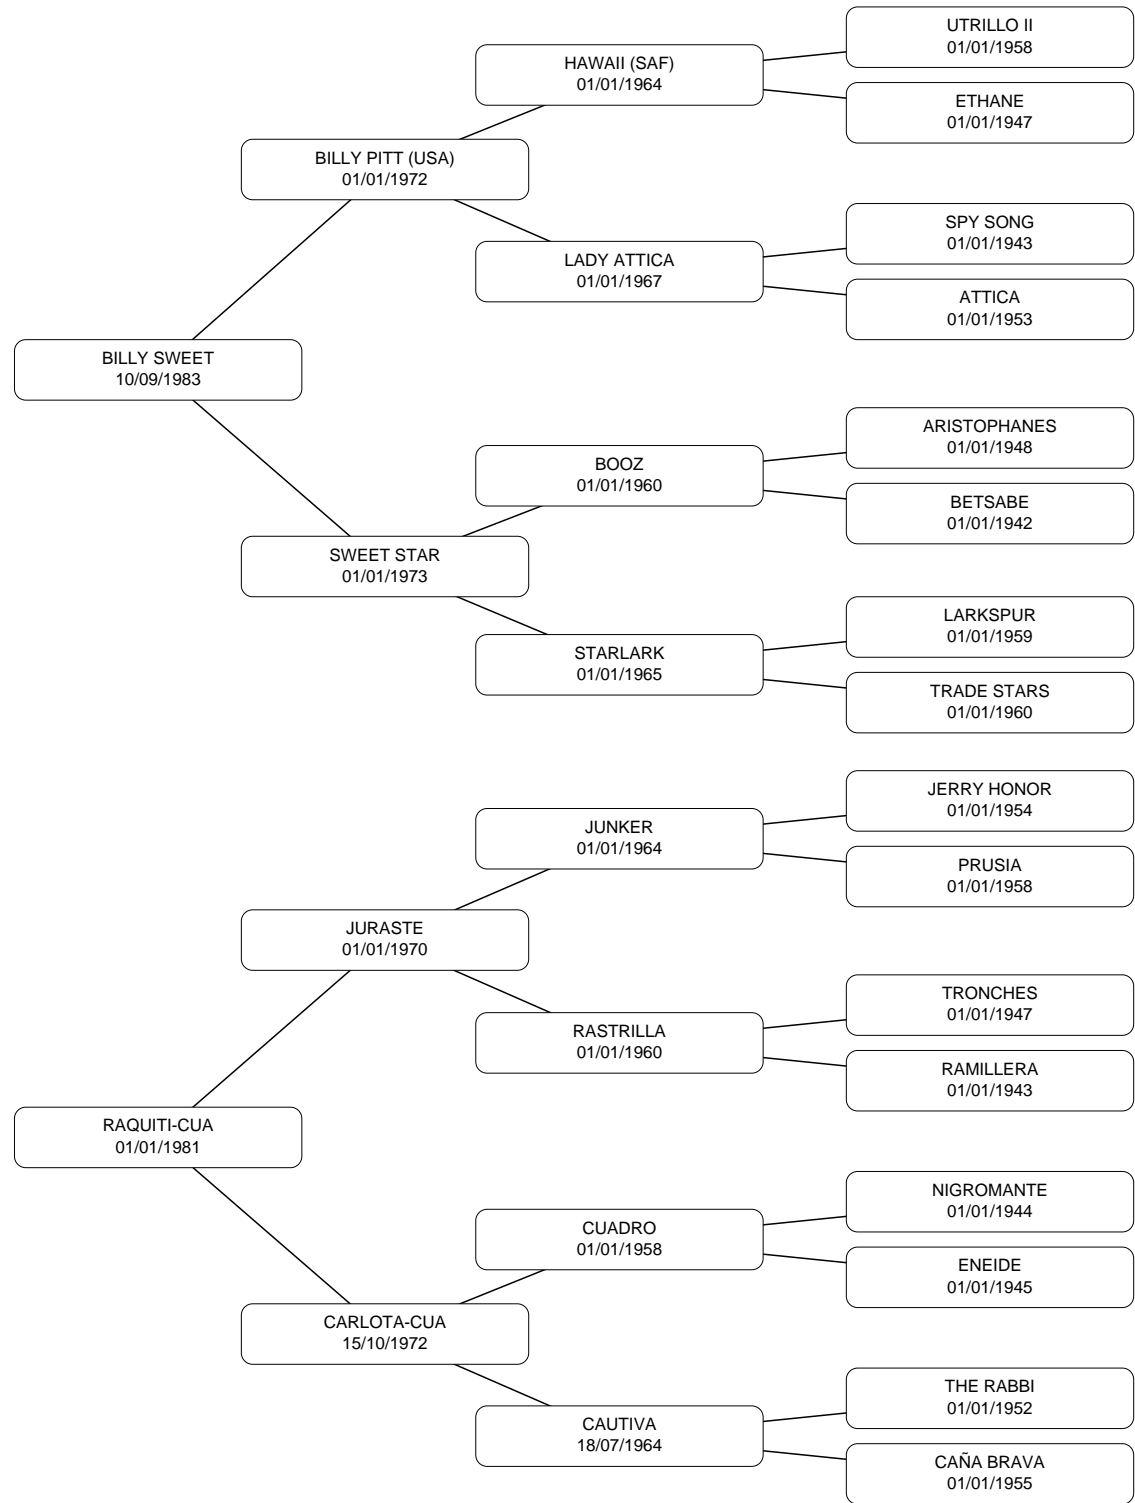 UTRILLO II
01/01/1958
HAWAII (SAF)
01/01/1964
ETHANE
01/01/1947
BILLY PITT (USA)
01/01/1972
SPY SONG
01/01/1943
LADY ATTICA
01/01/1967
ATTICA
01/01/1953
BILLY SWEET
10/09/1983
ARISTOPHANES
01/01/1948
BOOZ
01/01/1960
BETSABE
01/01/1942
SWEET STAR
01/01/1973
LARKSPUR
01/01/1959
STARLARK
01/01/1965
TRADE STARS
01/01/1960
JERRY HONOR
01/01/1954
JUNKER
01/01/1964
PRUSIA
01/01/1958
JURASTE
01/01/1970
TRONCHES
01/01/1947
RASTRILLA
01/01/1960
RAMILLERA
01/01/1943
RAQUITI-CUA
01/01/1981
NIGROMANTE
01/01/1944
CUADRO
01/01/1958
ENEIDE
01/01/1945
CARLOTA-CUA
15/10/1972
THE RABBI
01/01/1952
CAUTIVA
18/07/1964
CAÑA BRAVA
01/01/1955